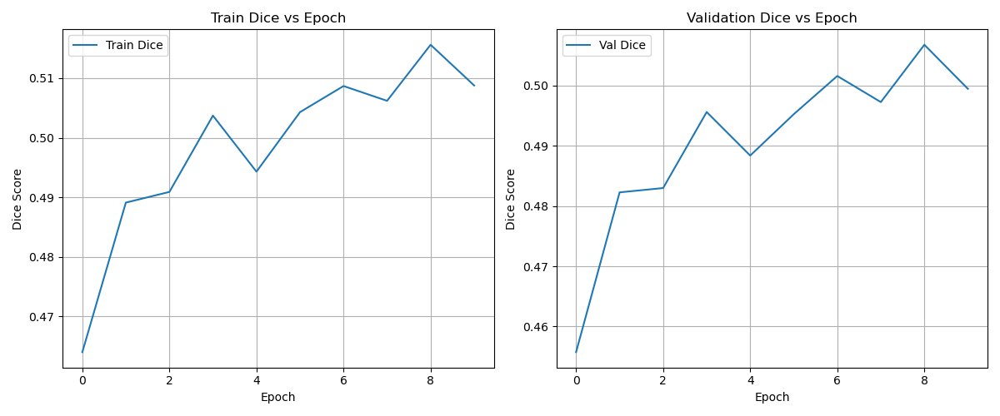 Train Dice vs Epoch
Train Dice
Dice Score
0.51
0.50
0.49
0.48
0.47
0 2 4 6 8
Epoch
Validation Dice vs Epoch
Val Dice
Dice Score
0.50
0.49
0.48
0.47
0.46
0 2 4 6 8
Epoch